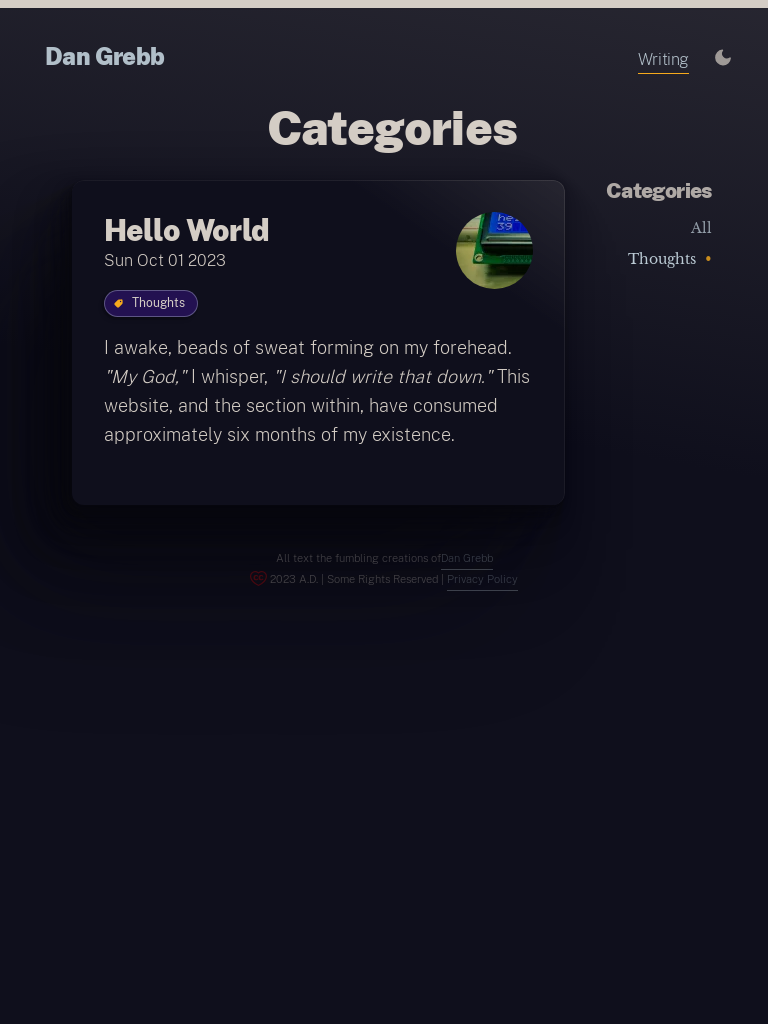 Dan Grebb
Writing
Categories
Hello World
Sun Oct 01 2023
Thoughts
I awake, beads of sweat forming on my forehead.
"My God," I whisper, "I should write that down." This
website, and the section within, have consumed
approximately six months of my existence.
Categories
All
Thoughts •
All text the fumbling creations ofDan Grebb
2023 A.D. | Some Rights Reserved | Privacy Policy